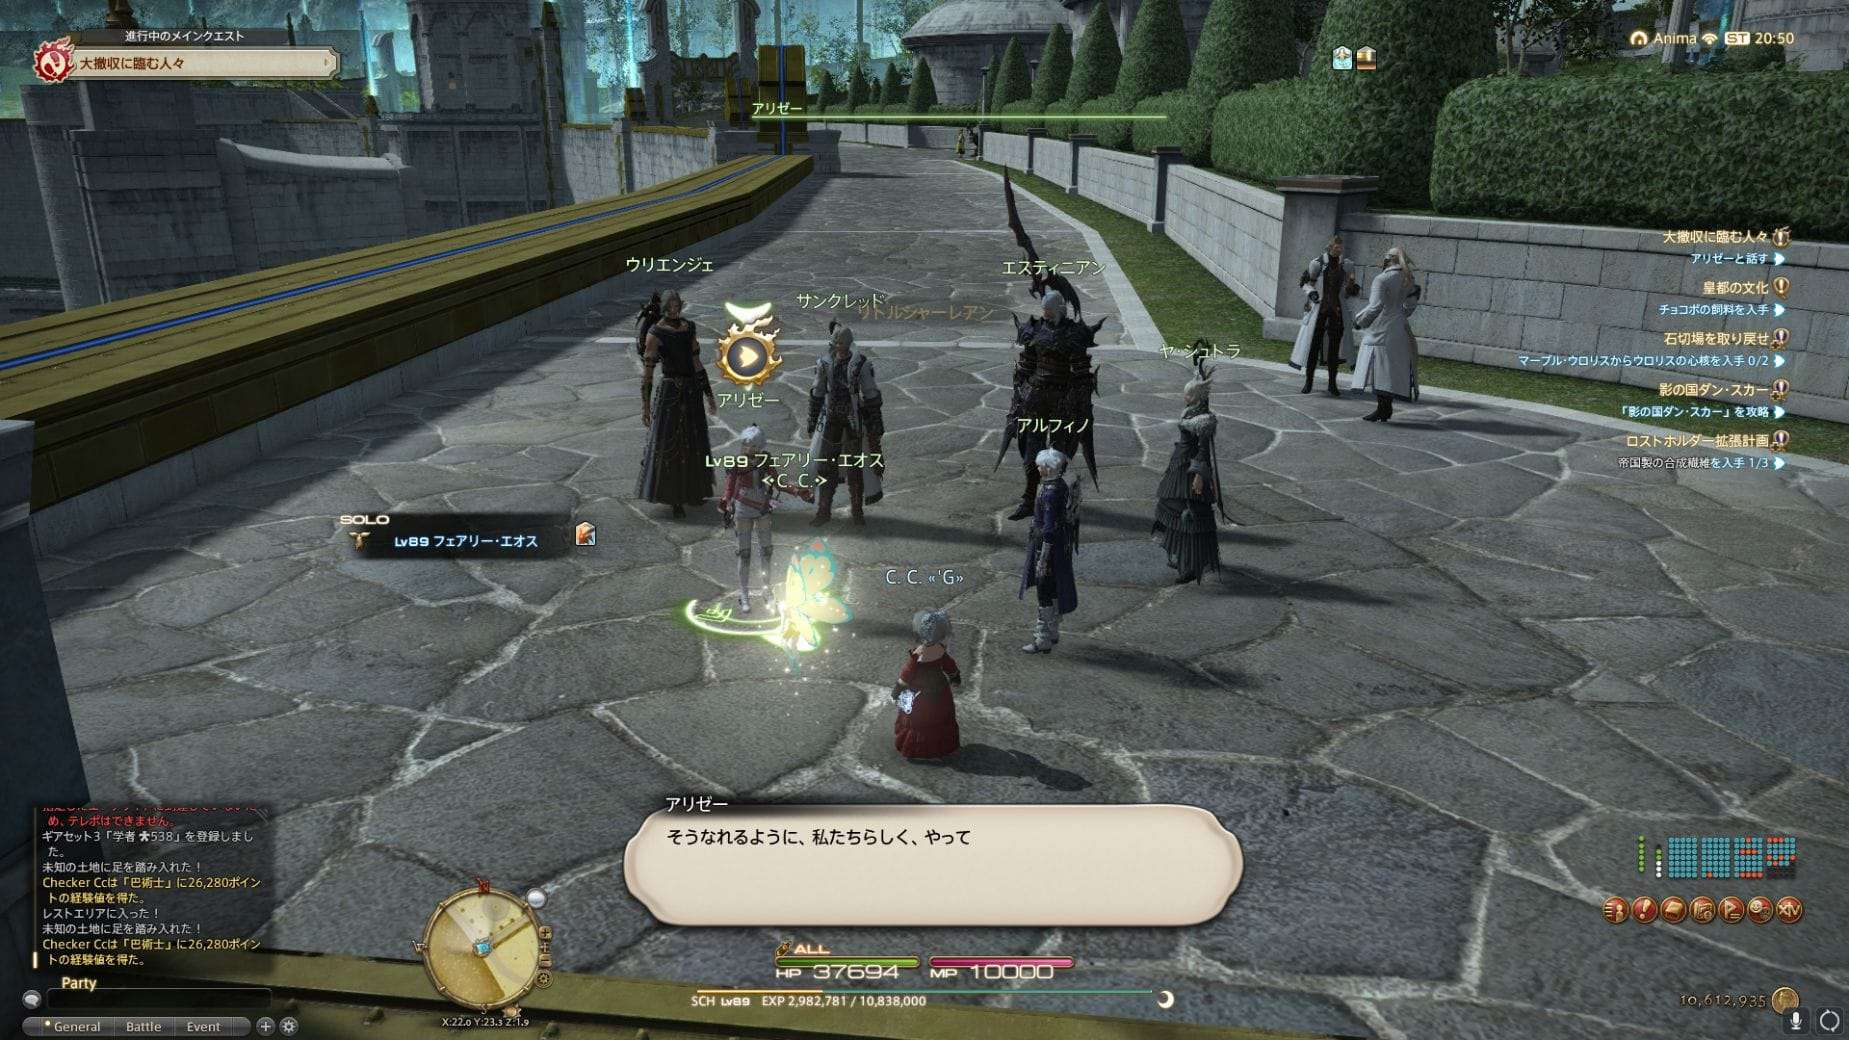 進行中のメインクエスト
大撤収に臨む人々
Anima ST 20:50
アリゼー
大撤収に臨む人々
アリゼーと話す
皇都の文化
チョコボの飼料を入手
石切場を取り戻せ
マーブル・ウロリスからウロリスの心核を入手 0/2
影の国ダン・スカー
「影の国ダン・スカー」を攻略
ロストホルダー拡張計画
帝国製の合成繊維を入手 1/3
ウリエンジェ
サンクレッド
リトルシャーレアン
エスティニアン
ヤ・シュトラ
アリゼー
アルフィノ
Lv89 フェアリー・エオス
«C. C.»
SOLO
Lv89 フェアリー・エオス
C. C. «'G»
アリゼー
そうなれるように、私たちらしく、やって
め、テレポはできません。
ギアセット3「学者 538」を登録しまし
た。
未知の土地に足を踏み入れた！
Checker Ccは「巴術士」に26,280ポイン
トの経験値を得た。
レストエリアに入った！
未知の土地に足を踏み入れた！
Checker Ccは「巴術士」に26,280ポイン
トの経験値を得た。
Party
General Battle Event
X:22.0 Y:23.3 Z:1.9
ALL
HP 37694 MP 10000
SCH Lv89 EXP 2,982,781 / 10,838,000
XIV
10,612,935